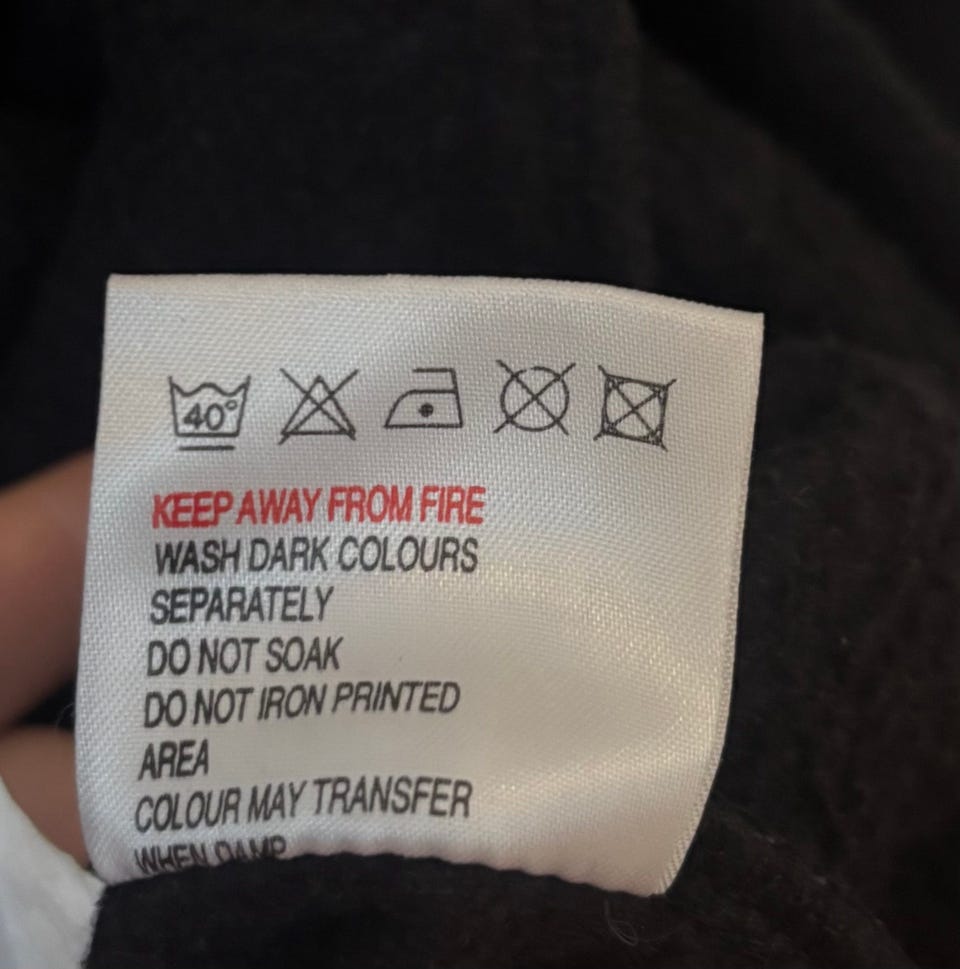 40°
KEEP AWAY FROM FIRE
WASH DARK COLOURS
SEPARATELY
DO NOT SOAK
DO NOT IRON PRINTED
AREA
COLOUR MAY TRANSFER
WHEN DAMP